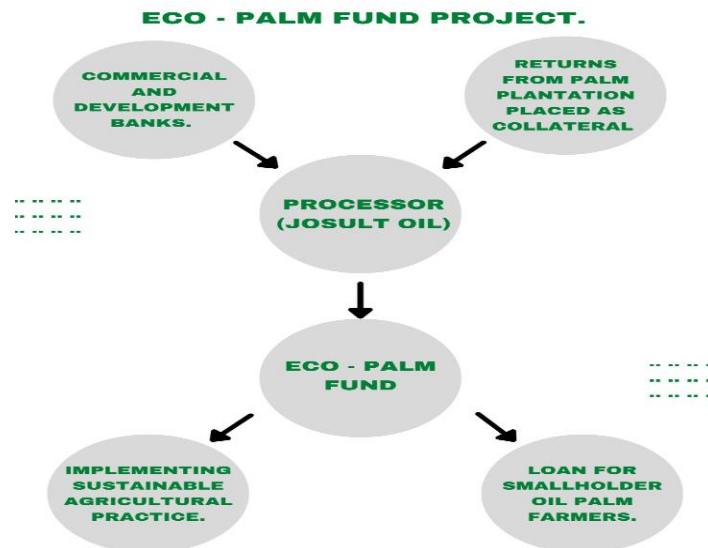 ECO - PALM FUND PROJECT.
COMMERCIAL
AND
DEVELOPMENT
BANKS.
RETURNS
FROM PALM
PLANTATION
PLACED AS
COLLATERAL
PROCESSOR
(JOSULT OIL)
ECO - PALM
FUND
IMPLEMENTING
SUSTAINABLE
AGRICULTURAL
PRACTICE.
LOAN FOR
SMALLHOLDER
OIL PALM
FARMERS.